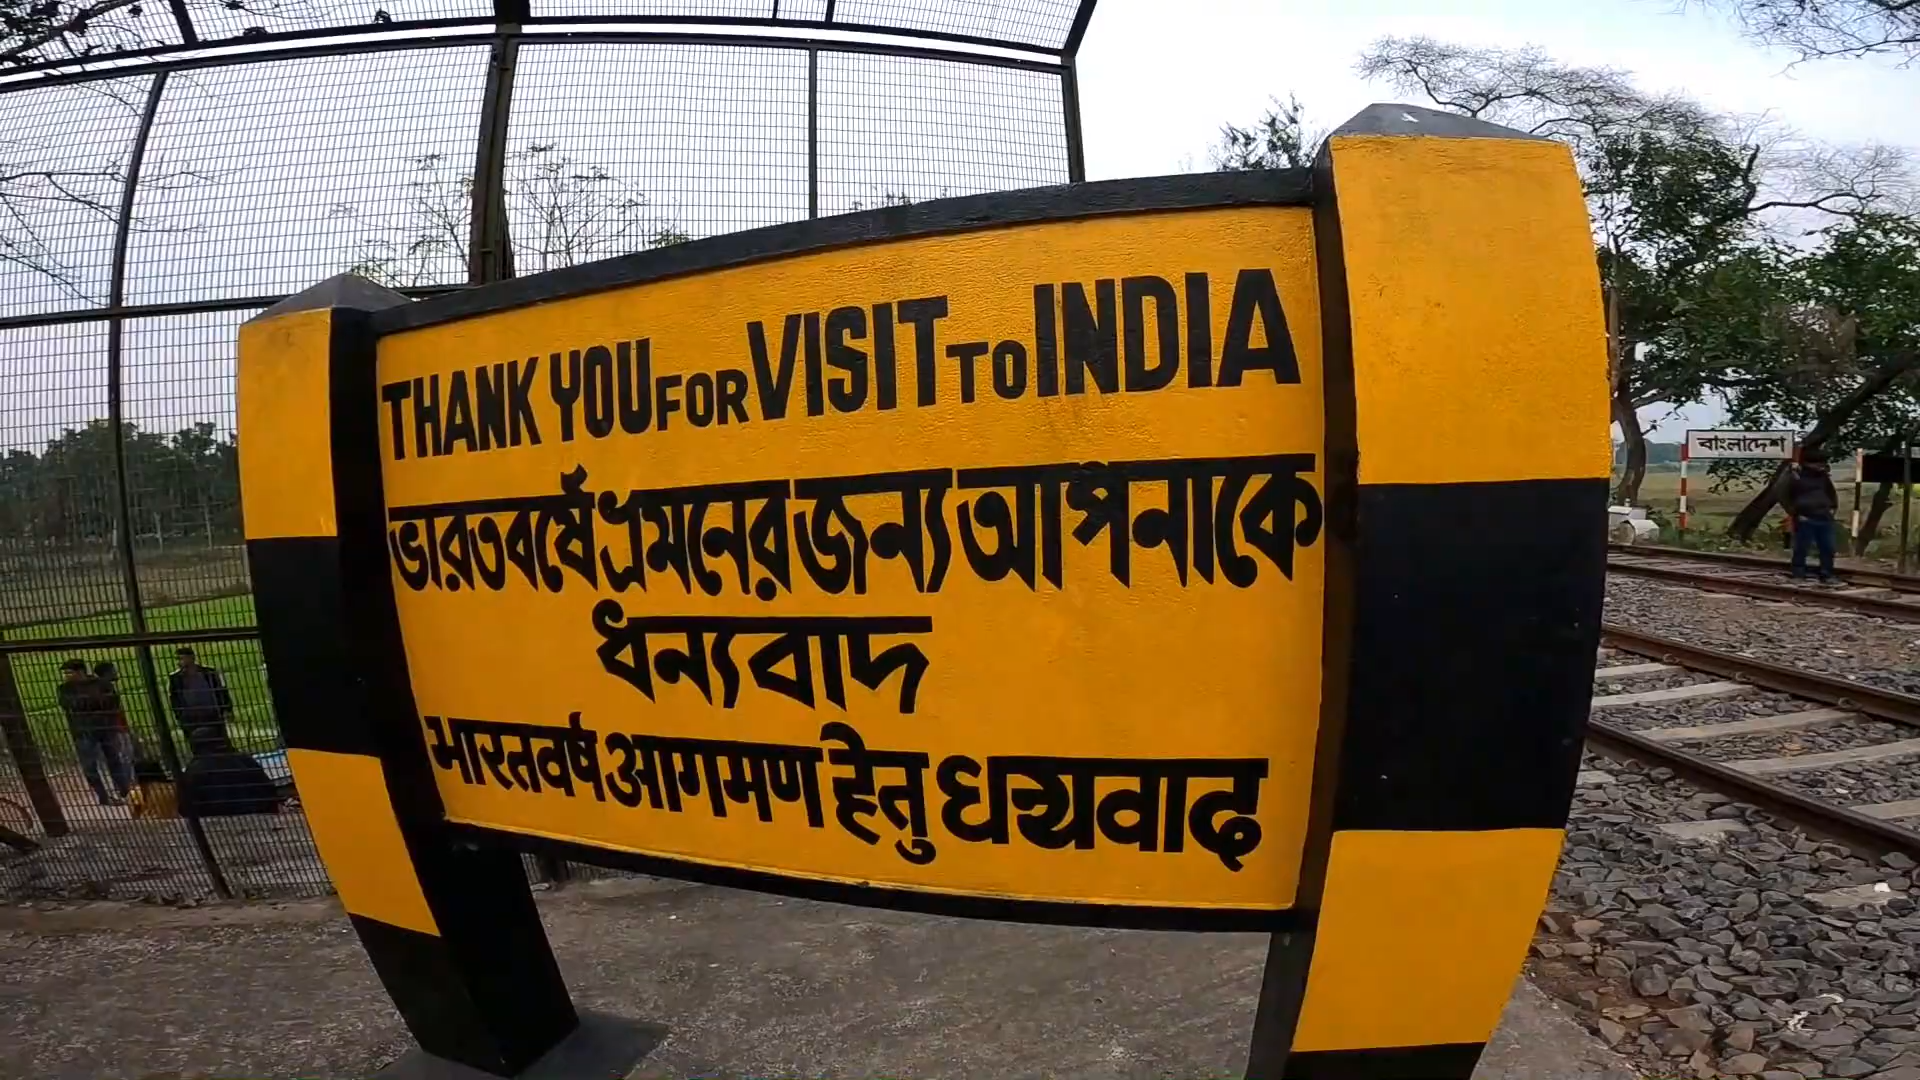 THANK YOU FOR VISIT TO INDIA
ভারতবর্ষে ভ্রমনের জন্য আপনাকে
ধন্যবাদ
भारतवर्ष आगमण हेतु धन्यवाद
বাংলাদেশ